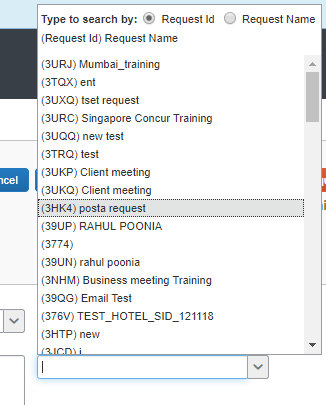 Type to search by: Request Id Request Name
(Request Id) Request Name
(3URJ) Mumbai_training
(3TQX) ent
(3UXQ) tset request
(3URC) Singapore Concur Training
(3UQQ) new test
(3TRQ) test
(3UKP) Client meeting
(3UKQ) Client meeting
ncel
(3HK4) posta request
(39UP) RAHUL POONIA
(3774)
(39UN) rahul poonia
(3NHM) Business meeting Training
(39QG) Email Test
(376V) TEST_HOTEL_SID_121118
(3HTP) new
(3JCD) i